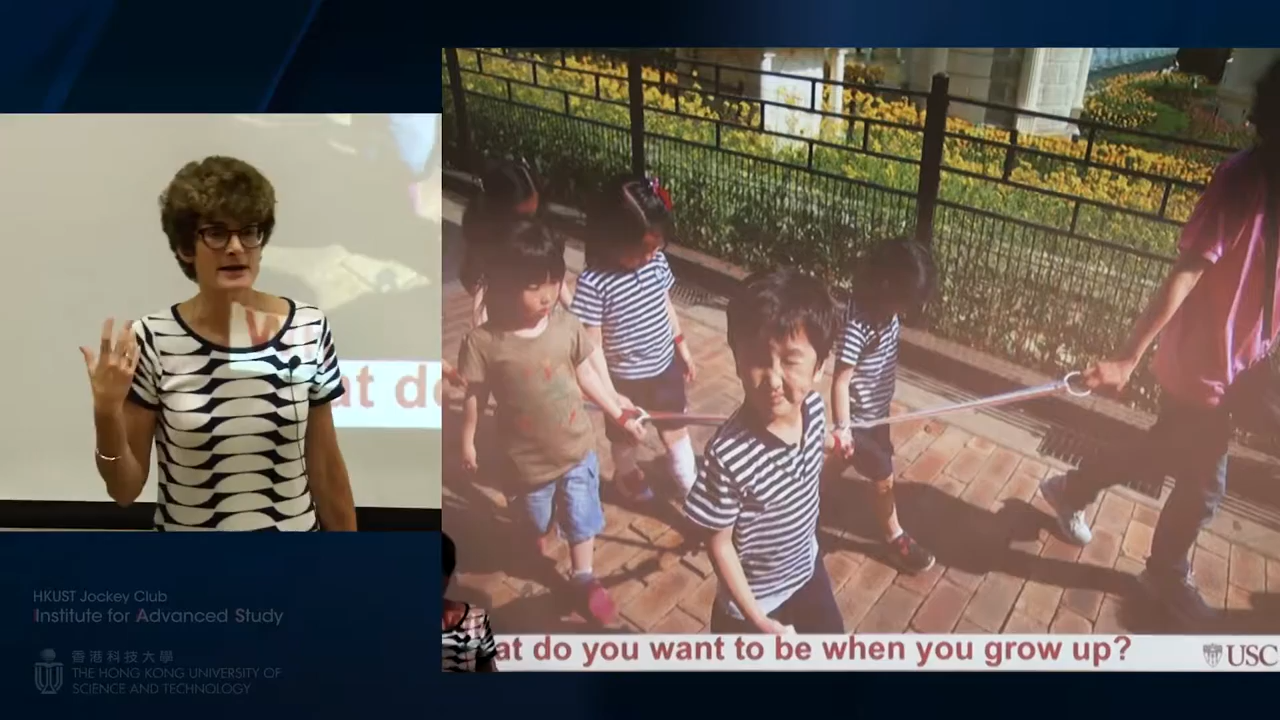 at do
HKUST Jockey Club
Institute for Advanced Study
香港科技大學
THE HONG KONG UNIVERSITY OF
SCIENCE AND TECHNOLOGY
at do you want to be when you grow up?
USC